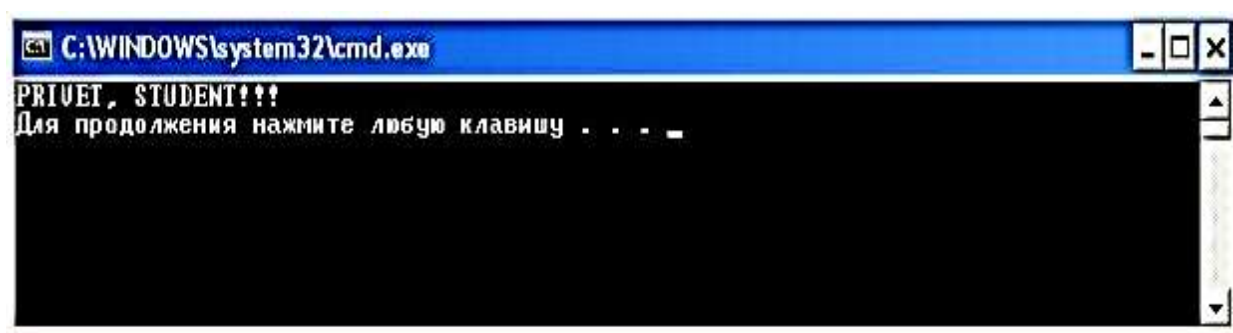 C:\WINDOWS\system32\cmd.exe
PRIVET, STUDENT!!!
Для продолжения нажмите любую клавишу . . . _